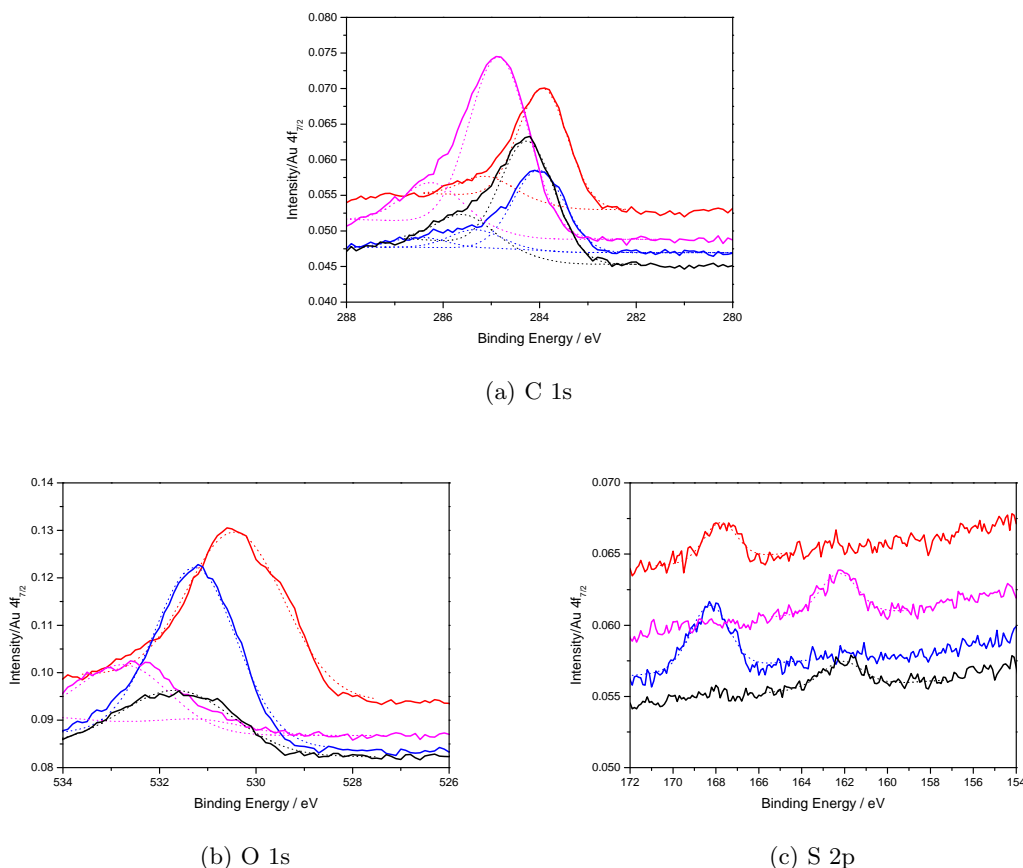 0.080
0.075
0.070
0.065
0.060
0.055
0.050
0.045
0.040
Intensity/Au 4f7/2
288 286 284 282 280
Binding Energy / eV
(a) C 1s
0.14
0.13
0.12
0.11
0.10
0.09
0.08
Intensity/Au 4f7/2
534 532 530 528 526
Binding Energy / eV
(b) O 1s
0.070
0.065
0.060
0.055
0.050
Intensity/Au 4f7/2
172 170 168 166 164 162 160 158 156 154
Binding Energy / eV
(c) S 2p